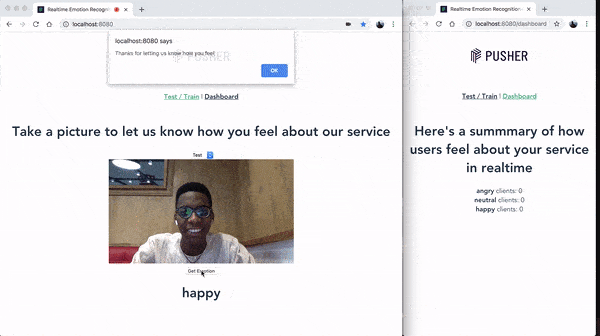 Realtime Emotion Recognition
localhost:8080
localhost:8080 says
Thanks for letting us know how you feel
OK
PUSHER
Test / Train | Dashboard
Take a picture to let us know how you feel about our service
Test
Get Emotion
happy
Realtime Emotion Recognition
localhost:8080/dashboard
PUSHER
Test / Train | Dashboard
Here's a summmary of how
users feel about your service
in realtime
angry clients: 0
neutral clients: 0
happy clients: 0